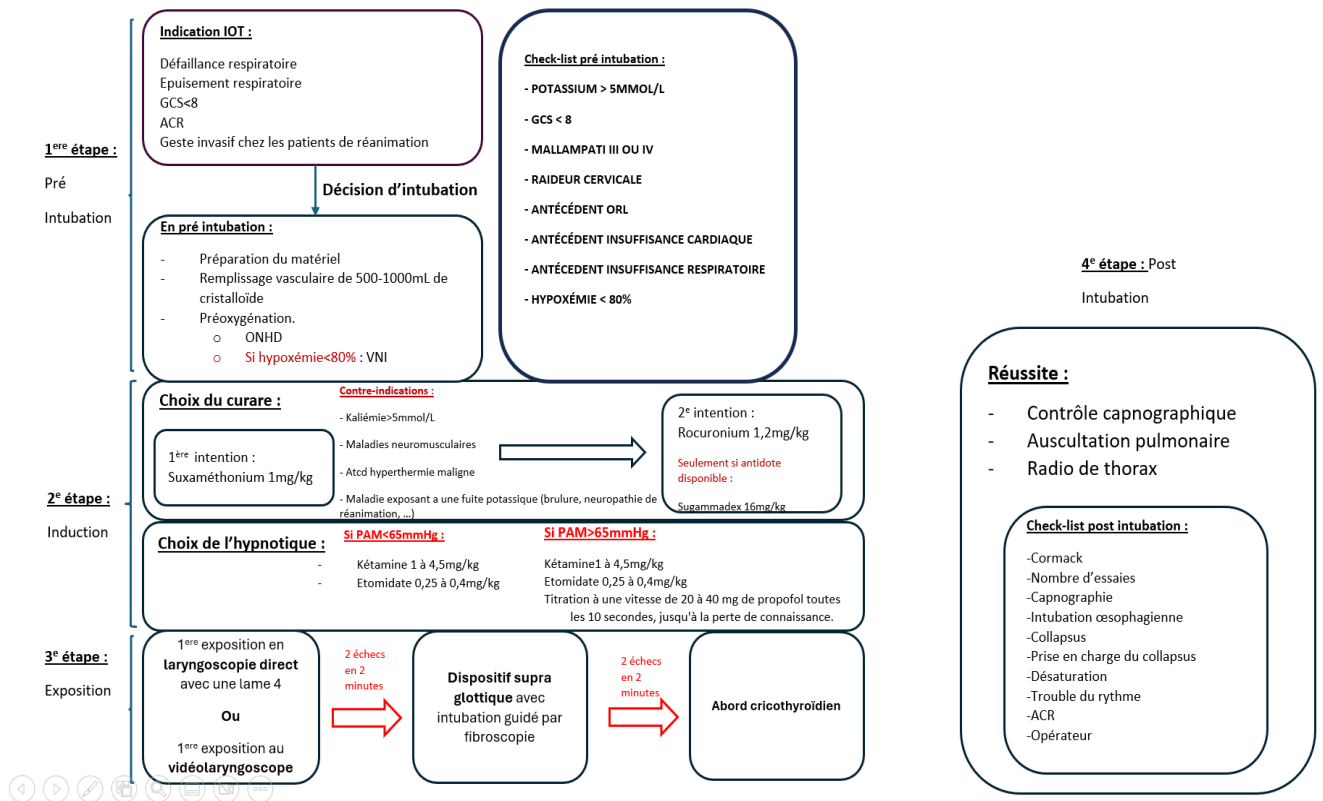 1ere étape :
Pré
Intubation
Indication IOT :
Défaillance respiratoire
Epuisement respiratoire
GCS<8
ACR
Geste invasif chez les patients de réanimation
Décision d'intubation
En pré intubation :
- Préparation du matériel
- Remplissage vasculaire de 500-1000mL de
cristalloïde
- Préoxygénation.
o ONHD
o Si hypoxémie<80% : VNI
Check-list pré intubation :
- POTASSIUM > 5MMOL/L
- GCS < 8
- MALLAMPATI III OU IV
- RAIDEUR CERVICALE
- ANTÉCÉDENT ORL
- ANTÉCÉDENT INSUFFISANCE CARDIAQUE
- ANTÉCEDENT INSUFFISANCE RESPIRATOIRE
- HYPOXÉMIE < 80%
2e étape :
Induction
Choix du curare :
1ère intention :
Suxaméthonium 1mg/kg
Contre-indications :
- Kaliémie>5mmol/L
- Maladies neuromusculaires
- Atcd hyperthermie maligne
- Maladie exposant a une fuite potassique (brulure, neuropathie de
réanimation, ...)
2e intention :
Rocuronium 1,2mg/kg
Seulement si antidote
disponible :
Sugammadex 16mg/kg
Choix de l'hypnotique :
Si PAM<65mmHg :
- Kétamine 1 à 4,5mg/kg
- Etomidate 0,25 à 0,4mg/kg
Si PAM>65mmHg :
Kétamine1 à 4,5mg/kg
Etomidate 0,25 à 0,4mg/kg
Titration à une vitesse de 20 à 40 mg de propofol toutes
les 10 secondes, jusqu'à la perte de connaissance.
3e étape :
Exposition
1ere exposition en
laryngoscopie direct
avec une lame 4
Ou
1ere exposition au
vidéolaryngoscope
2 échecs
en 2
minutes
Dispositif supra
glottique avec
intubation guidé par
fibroscopie
2 échecs
en 2
minutes
Abord cricothyroïdien
4e étape : Post
Intubation
Réussite :
- Contrôle capnographique
- Auscultation pulmonaire
- Radio de thorax
Check-list post intubation :
-Cormack
-Nombre d'essaies
-Capnographie
-Intubation œsophagienne
-Collapsus
-Prise en charge du collapsus
-Désaturation
-Trouble du rythme
-ACR
-Opérateur